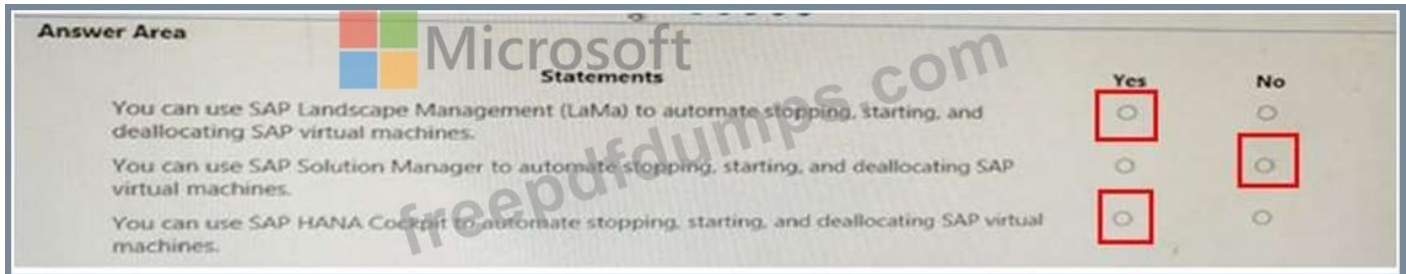 Answer Area
Microsoft
Statements
Yes
No
You can use SAP Landscape Management (LaMa) to automate stopping, starting, and
deallocating SAP virtual machines.
You can use SAP Solution Manager to automate stopping, starting, and deallocating SAP
virtual machines.
You can use SAP HANA Cockpit to automate stopping, starting, and deallocating SAP virtual
machines.
freepdfdumps.com